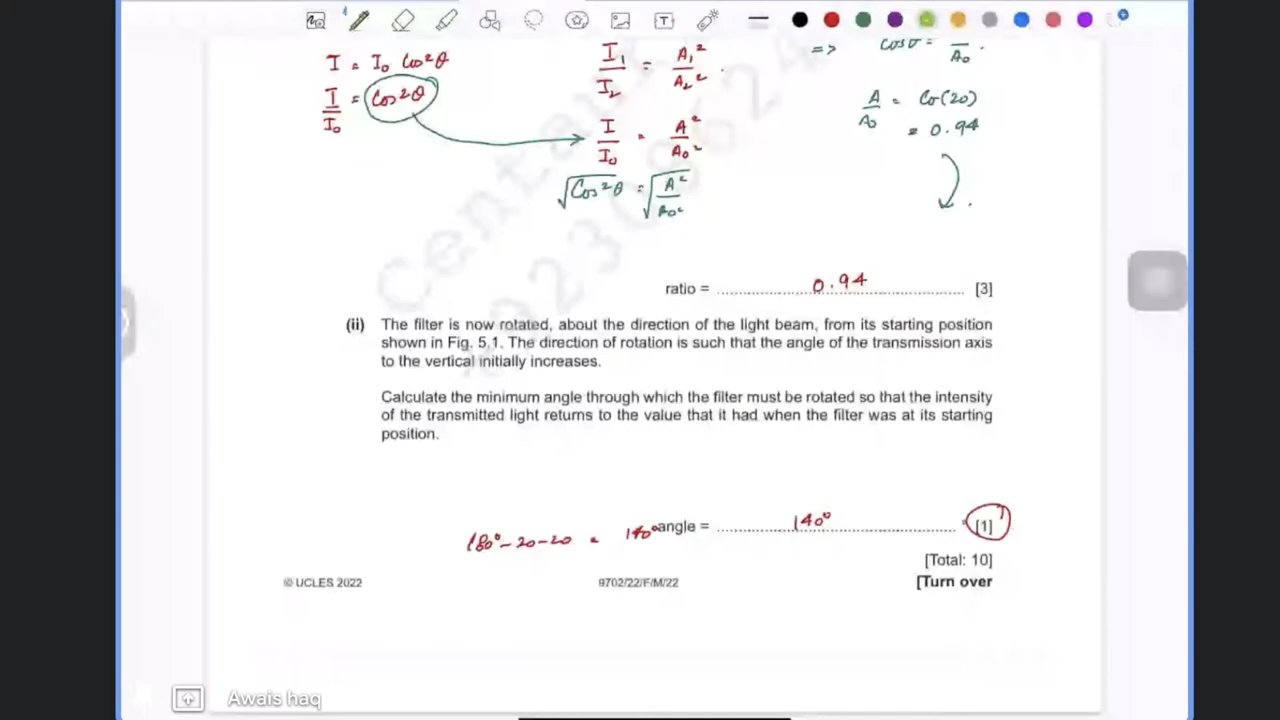 I = I₀ Cos²θ
I/I₀ = Cos²θ
I₁/I₂ = A₁²/A₂²
I/I₀ = A²/A₀²
√Cos²θ = √A²/A₀²
=> Cosθ = /A₀
A/A₀ = Co(20)
= 0.94
ratio = 0.94 [3]
(ii) The filter is now rotated, about the direction of the light beam, from its starting position
shown in Fig. 5.1. The direction of rotation is such that the angle of the transmission axis
to the vertical initially increases.
Calculate the minimum angle through which the filter must be rotated so that the intensity
of the transmitted light returns to the value that it had when the filter was at its starting
position.
180° - 20 - 20 = 140° angle = 140° [1]
[Total: 10]
© UCLES 2022 9702/22/F/M/22 [Turn over
Awais haq